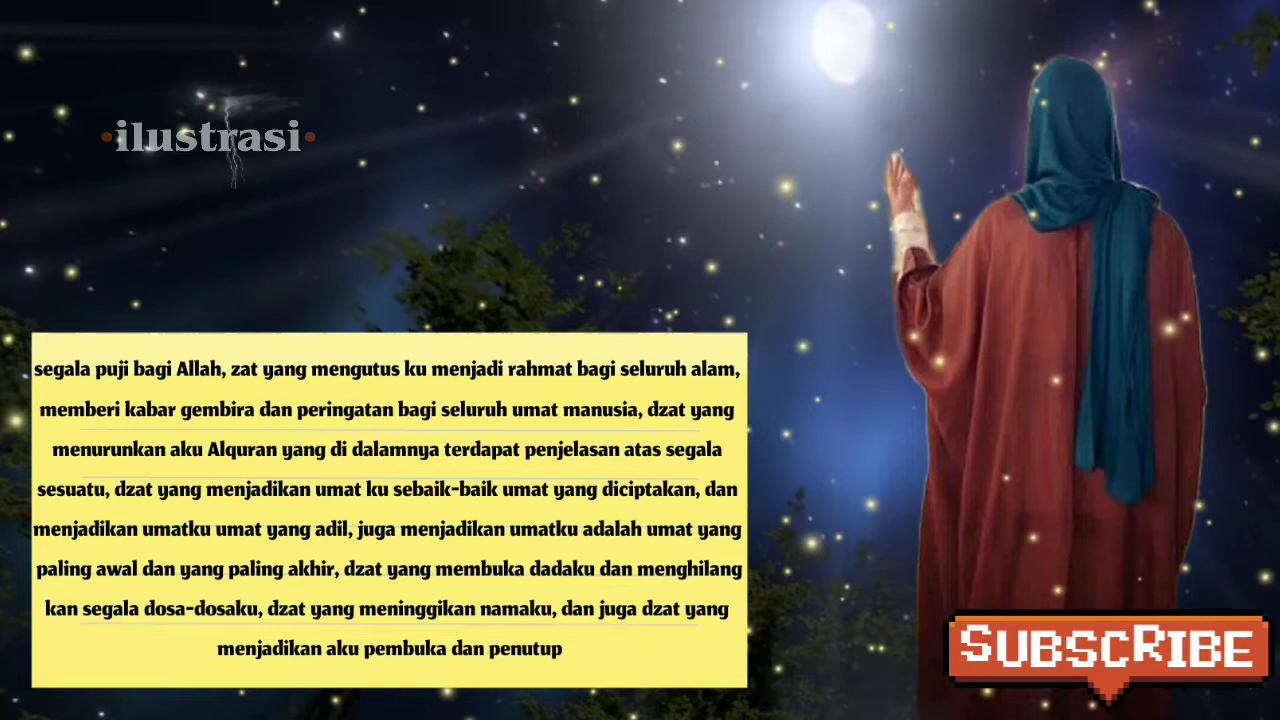 •ilustrasi•
segala puji bagi Allah, zat yang mengutus ku menjadi rahmat bagi seluruh alam,
memberi kabar gembira dan peringatan bagi seluruh umat manusia, dzat yang
menurunkan aku Alquran yang di dalamnya terdapat penjelasan atas segala
sesuatu, dzat yang menjadikan umat ku sebaik-baik umat yang diciptakan, dan
menjadikan umatku umat yang adil, juga menjadikan umatku adalah umat yang
paling awal dan yang paling akhir, dzat yang membuka dadaku dan menghilang
kan segala dosa-dosaku, dzat yang meninggikan namaku, dan juga dzat yang
menjadikan aku pembuka dan penutup
SUBSCRIBE